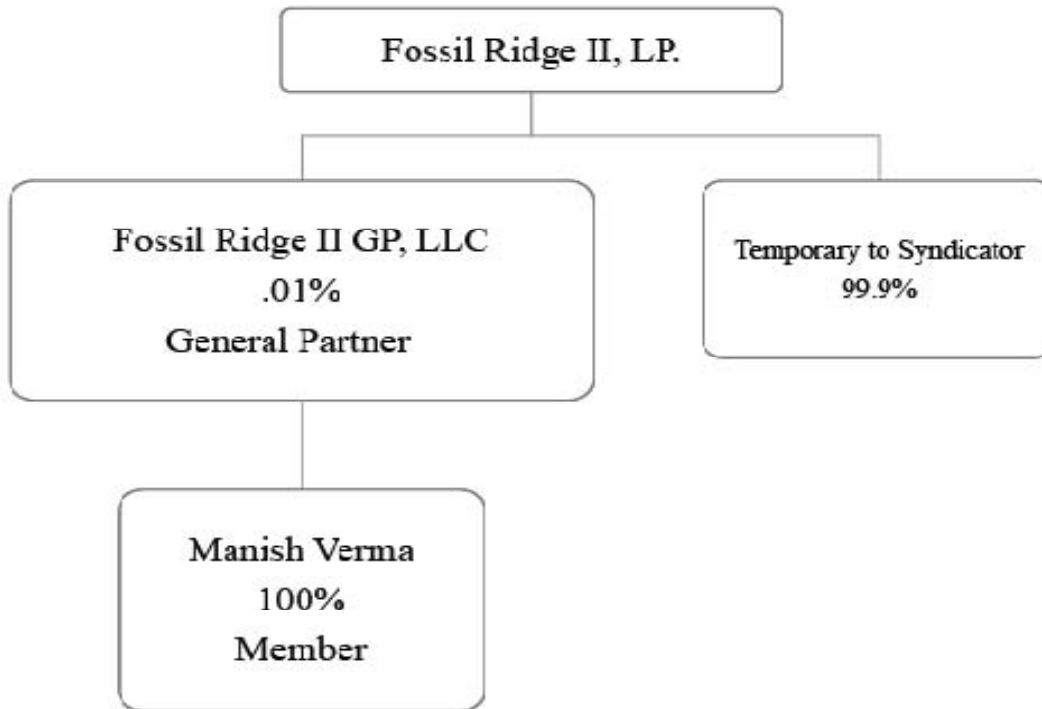 Fossil Ridge II, LP.
Fossil Ridge II GP, LLC
.01%
General Partner
Temporary to Syndicator
99.9%
Manish Verma
100%
Member